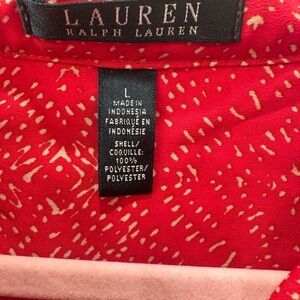 LAUREN
RALPH LAUREN
L
MADE IN
INDONESIA
FABRIQUÉ EN
INDONÉSIE
SHELL/
COQUILLE:
100%
POLYESTER/
POLYESTER